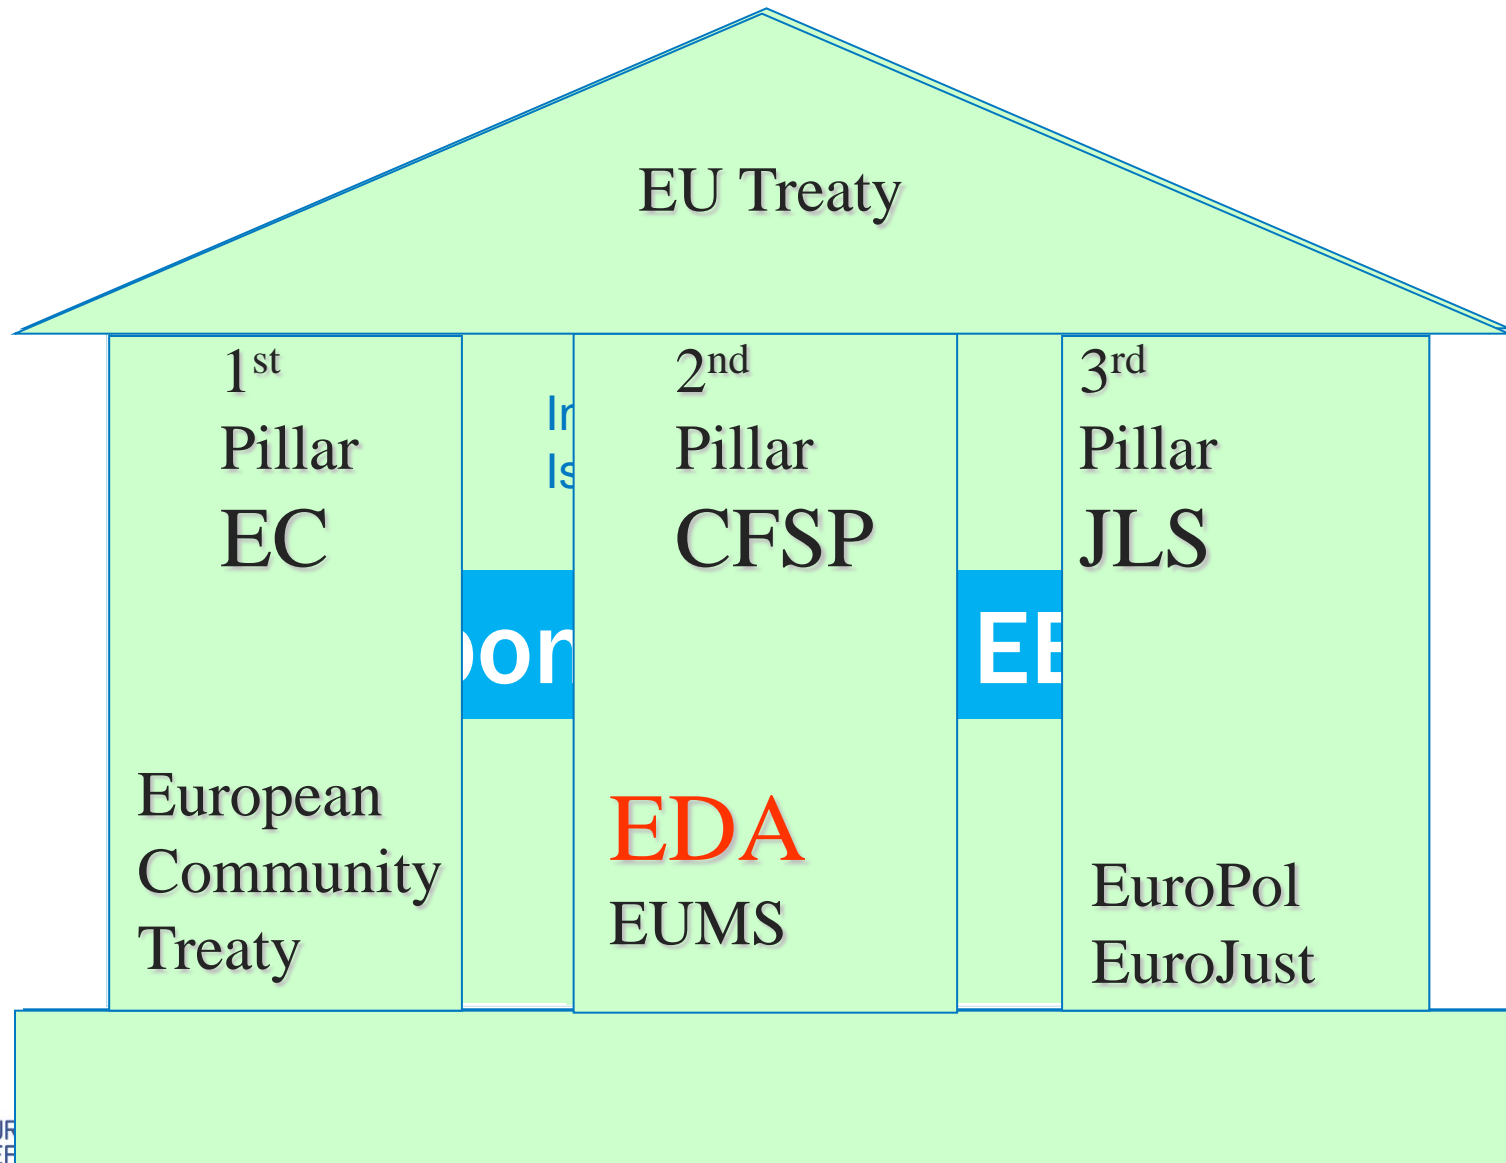 EU Treaty
1st
Pillar
EC
2nd
Pillar
CFSP
3rd
Pillar
JLS
European
Community
Treaty
EDA
EUMS
EuroPol
EuroJust